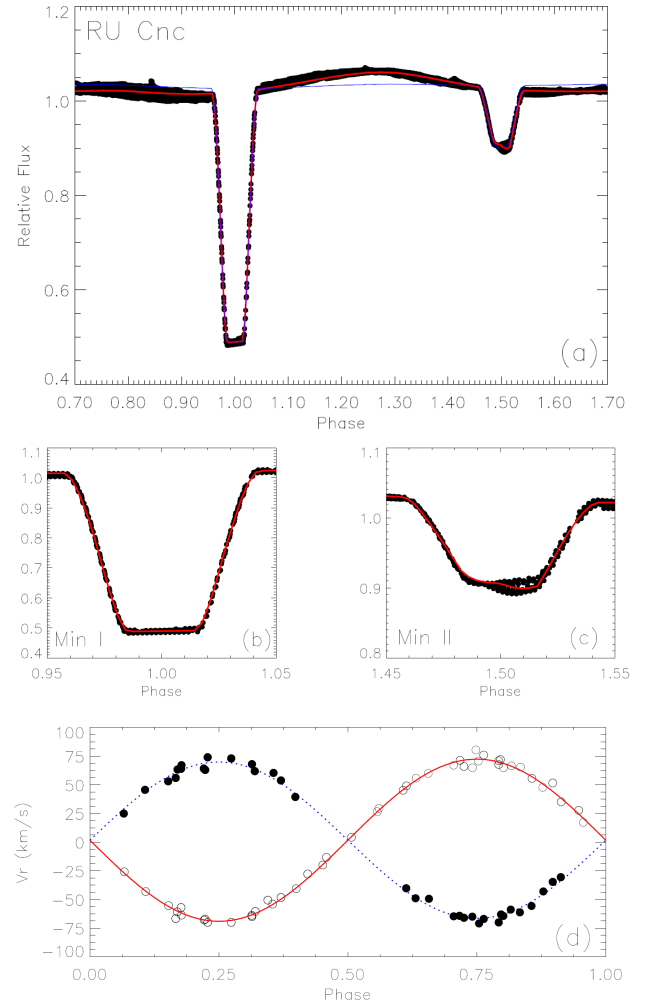 RU Cnc
1.2
1.0
0.8
0.6
0.4
Relative Flux
(a)
0.70 0.80 0.90 1.00 1.10 1.20 1.30 1.40 1.50 1.60 1.70
Phase
1.1
1.0
0.9
0.8
0.7
0.6
0.5
0.4
Min I
(b)
0.95 1.00 1.05
Phase
1.1
1.0
0.9
0.8
Min II
(c)
1.45 1.50 1.55
Phase
100
75
50
25
0
−25
−50
−75
−100
Vr (km/s)
(d)
0.00 0.25 0.50 0.75 1.00
Phase